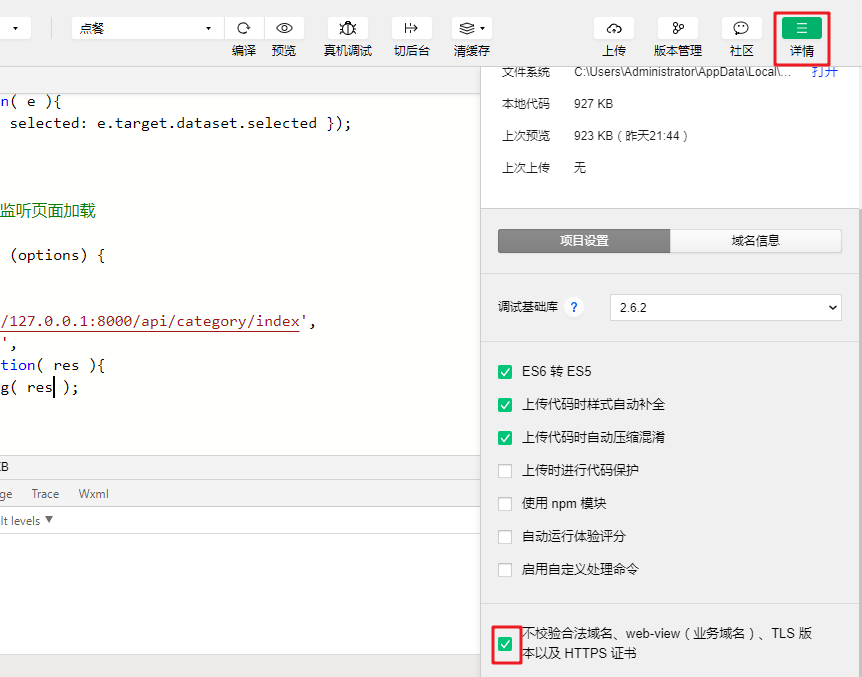 点餐
编译 预览 真机调试 切后台 清缓存 上传 版本管理 社区 详情
文件系统 C:\Users\Administrator\AppData\Local\... 打开
n( e ){
本地代码 927 KB
selected: e.target.dataset.selected });
上次预览 923 KB ( 昨天21:44 )
上次上传 无
监听页面加载
项目设置 域名信息
(options) {
调试基础库 ? 2.6.2
/127.0.0.1:8000/api/category/index',
',
tion( res ){
ES6 转 ES5
g( res );
上传代码时样式自动补全
上传代码时自动压缩混淆
B
上传时进行代码保护
ge Trace Wxml
使用 npm 模块
lt levels ▼
自动运行体验评分
启用自定义处理命令
不校验合法域名、web-view ( 业务域名 ) 、TLS 版
本以及 HTTPS 证书